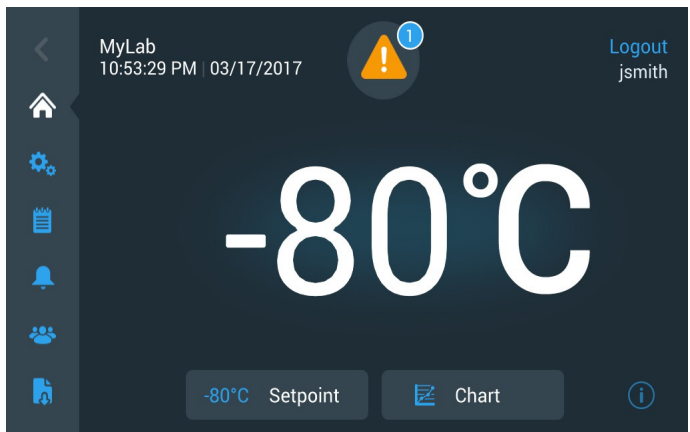 MyLab
10:53:29 PM | 03/17/2017
1
Logout
jsmith
-80°C
-80°C Setpoint
Chart